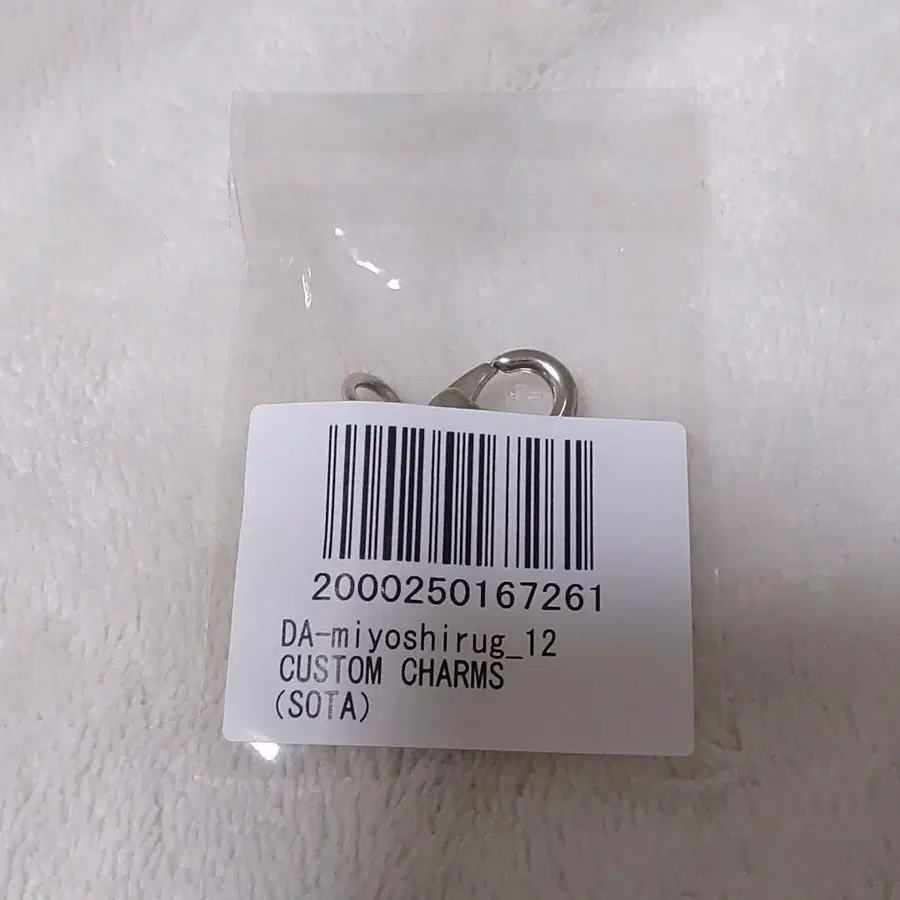 2000250167261
DA-miyoshirug_12
CUSTOM CHARMS
(SOTA)